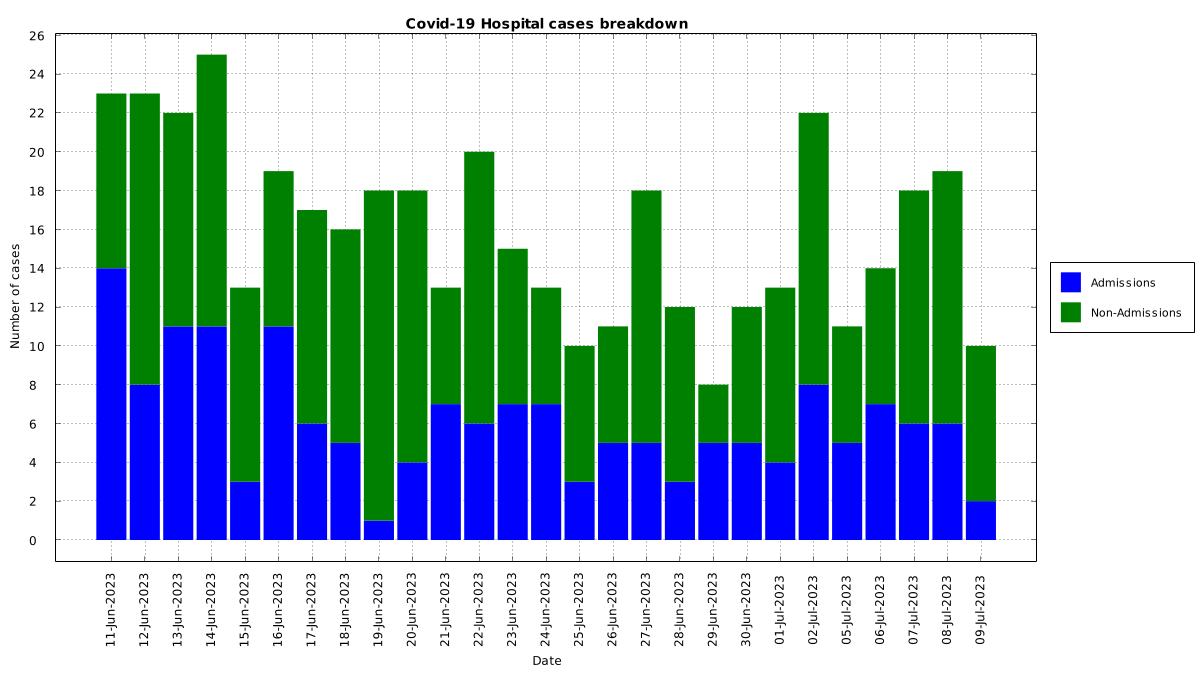 Covid-19 Hospital cases breakdown
26
24
22
20
18
16
14
12
10
8
6
4
2
0
Number of cases
11-Jun-2023
12-Jun-2023
13-Jun-2023
14-Jun-2023
15-Jun-2023
16-Jun-2023
17-Jun-2023
18-Jun-2023
19-Jun-2023
20-Jun-2023
21-Jun-2023
22-Jun-2023
23-Jun-2023
24-Jun-2023
25-Jun-2023
26-Jun-2023
27-Jun-2023
28-Jun-2023
29-Jun-2023
30-Jun-2023
01-Jul-2023
02-Jul-2023
05-Jul-2023
06-Jul-2023
07-Jul-2023
08-Jul-2023
09-Jul-2023
Date
Admissions
Non-Admissions